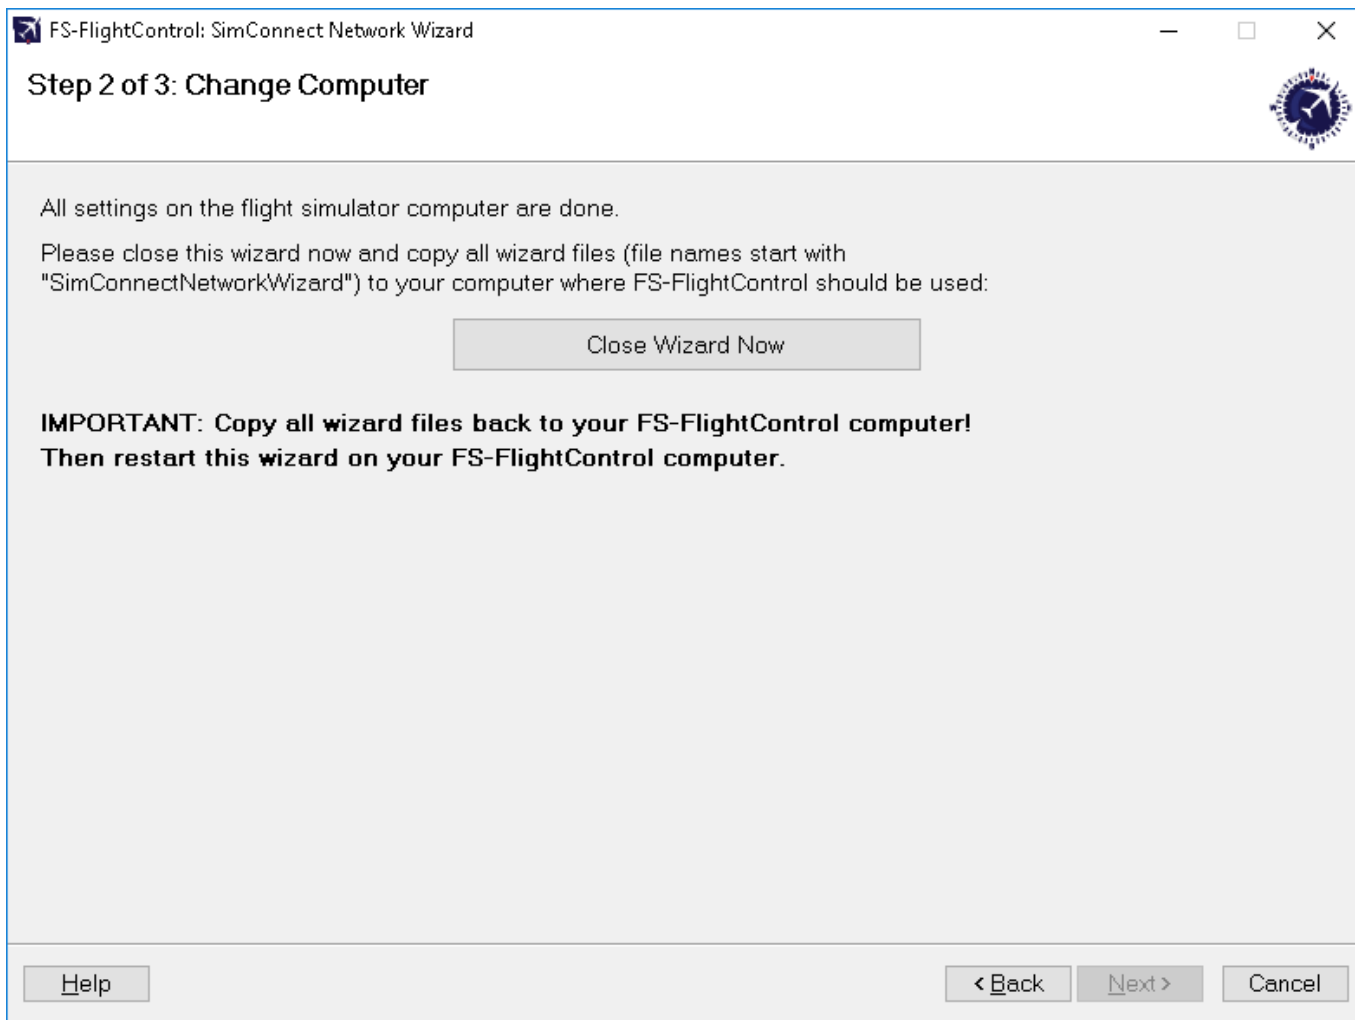 FS-FlightControl: SimConnect Network Wizard
Step 2 of 3: Change Computer
All settings on the flight simulator computer are done.
Please close this wizard now and copy all wizard files (file names start with
"SimConnectNetworkWizard") to your computer where FS-FlightControl should be used:
Close Wizard Now
IMPORTANT: Copy all wizard files back to your FS-FlightControl computer!
Then restart this wizard on your FS-FlightControl computer.
Help
< Back
Next >
Cancel